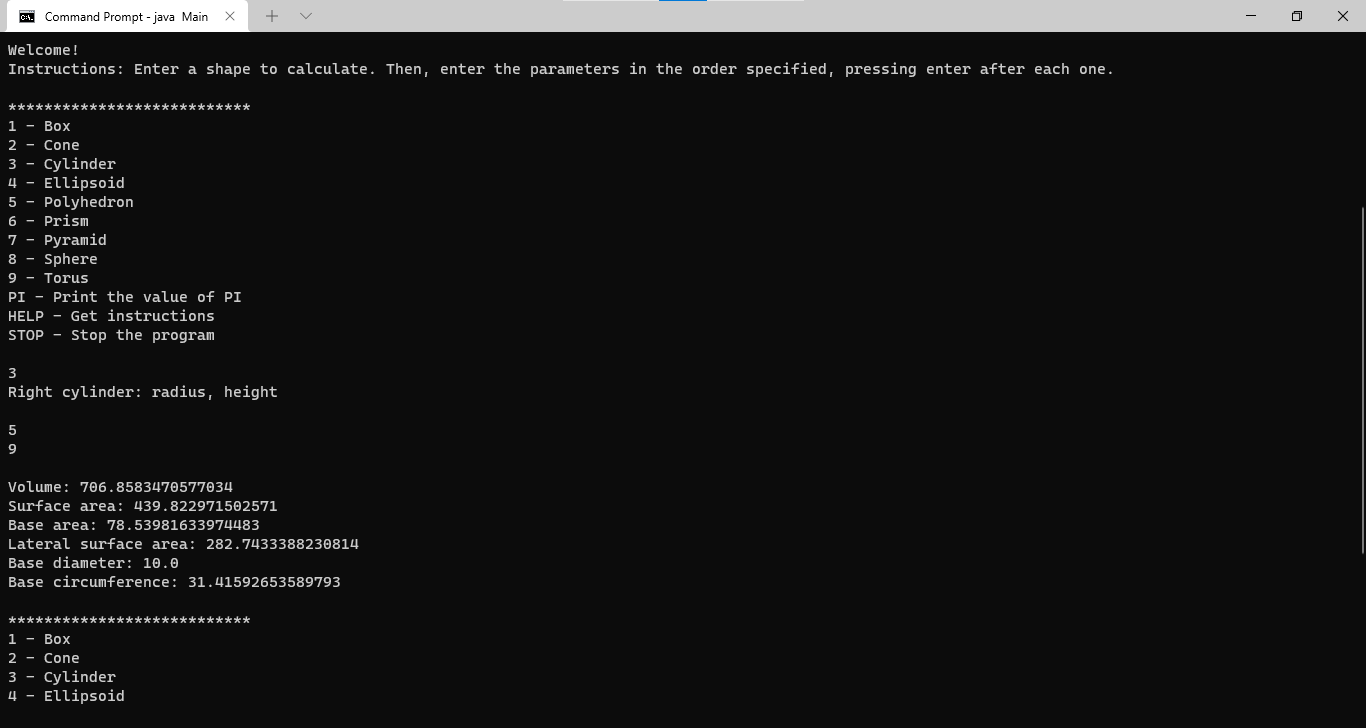 Command Prompt - java  Main
Welcome!
Instructions: Enter a shape to calculate. Then, enter the parameters in the order specified, pressing enter after each one.
***************************
1 - Box
2 - Cone
3 - Cylinder
4 - Ellipsoid
5 - Polyhedron
6 - Prism
7 - Pyramid
8 - Sphere
9 - Torus
PI - Print the value of PI
HELP - Get instructions
STOP - Stop the program
3
Right cylinder: radius, height
5
9
Volume: 706.8583470577034
Surface area: 439.822971502571
Base area: 78.53981633974483
Lateral surface area: 282.7433388230814
Base diameter: 10.0
Base circumference: 31.41592653589793
***************************
1 - Box
2 - Cone
3 - Cylinder
4 - Ellipsoid